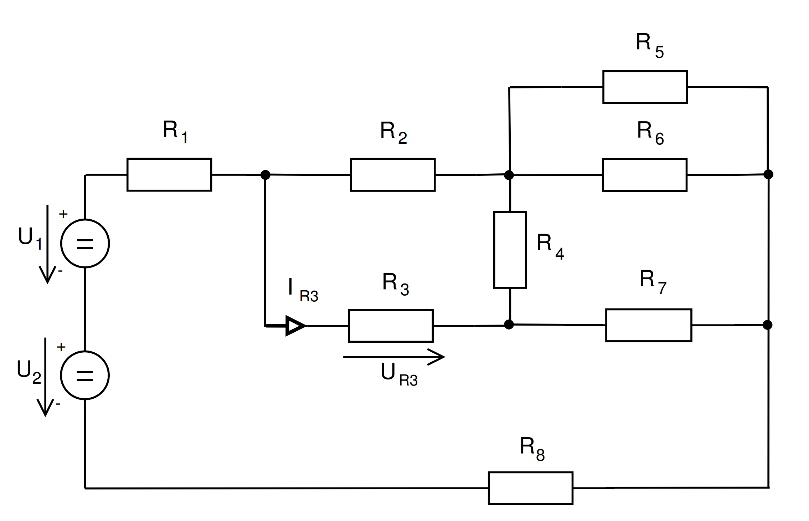 R5
R1
R2
R6
+
U1
=
-
R4
IR3
R3
R7
+
U2
=
-
UR3
R8